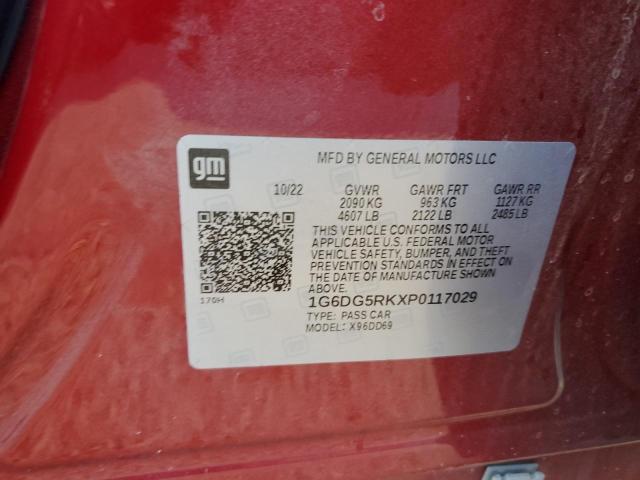 gm
MFD BY GENERAL MOTORS LLC
10/22 GVWR GAWR FRT GAWR RR
2090 KG 963 KG 1127 KG
4607 LB 2122 LB 2485 LB
THIS VEHICLE CONFORMS TO ALL
APPLICABLE U.S. FEDERAL MOTOR
VEHICLE SAFETY, BUMPER, AND THEFT
PREVENTION STANDARDS IN EFFECT ON
THE DATE OF MANUFACTURE SHOWN
ABOVE.
170H
1G6DG5RKXP0117029
TYPE: PASS CAR
MODEL: X96DD69